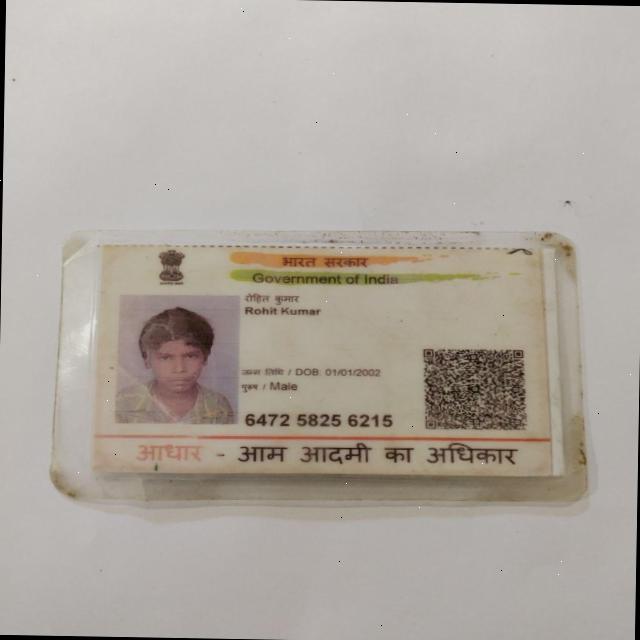 भारत सरकार
Government of India
रोहित कुमार
Rohit Kumar
जन्म तिथि / DOB: 01/01/2002
पुरुष / Male
6472 5825 6215
आधार - आम आदमी का अधिकार